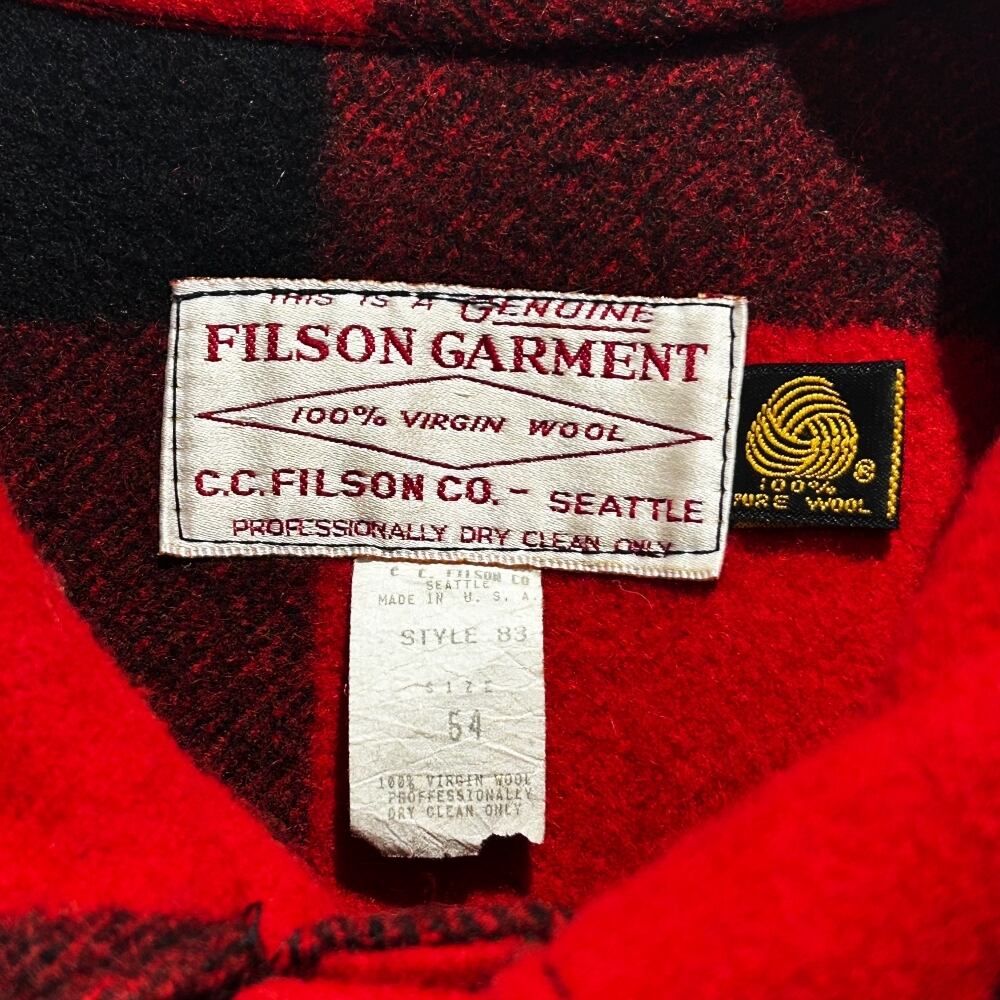 THIS IS A GENUINE
FILSON GARMENT
100% VIRGIN WOOL
C.C. FILSON CO. - SEATTLE
PROFESSIONALLY DRY CLEAN ONLY
100%
PURE WOOL
®
C. C. FILSON CO
SEATTLE
MADE IN U. S. A.
STYLE 83
SIZE
54
100% VIRGIN WOOL
PROFFESSIONALLY
DRY CLEAN ONLY